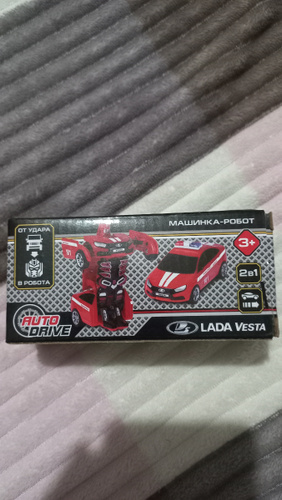 ОТ УДАРА
В РОБОТА
МАШИНКА-РОБОТ
3+
2в1
AUTO
DRIVE
LADA VESTA